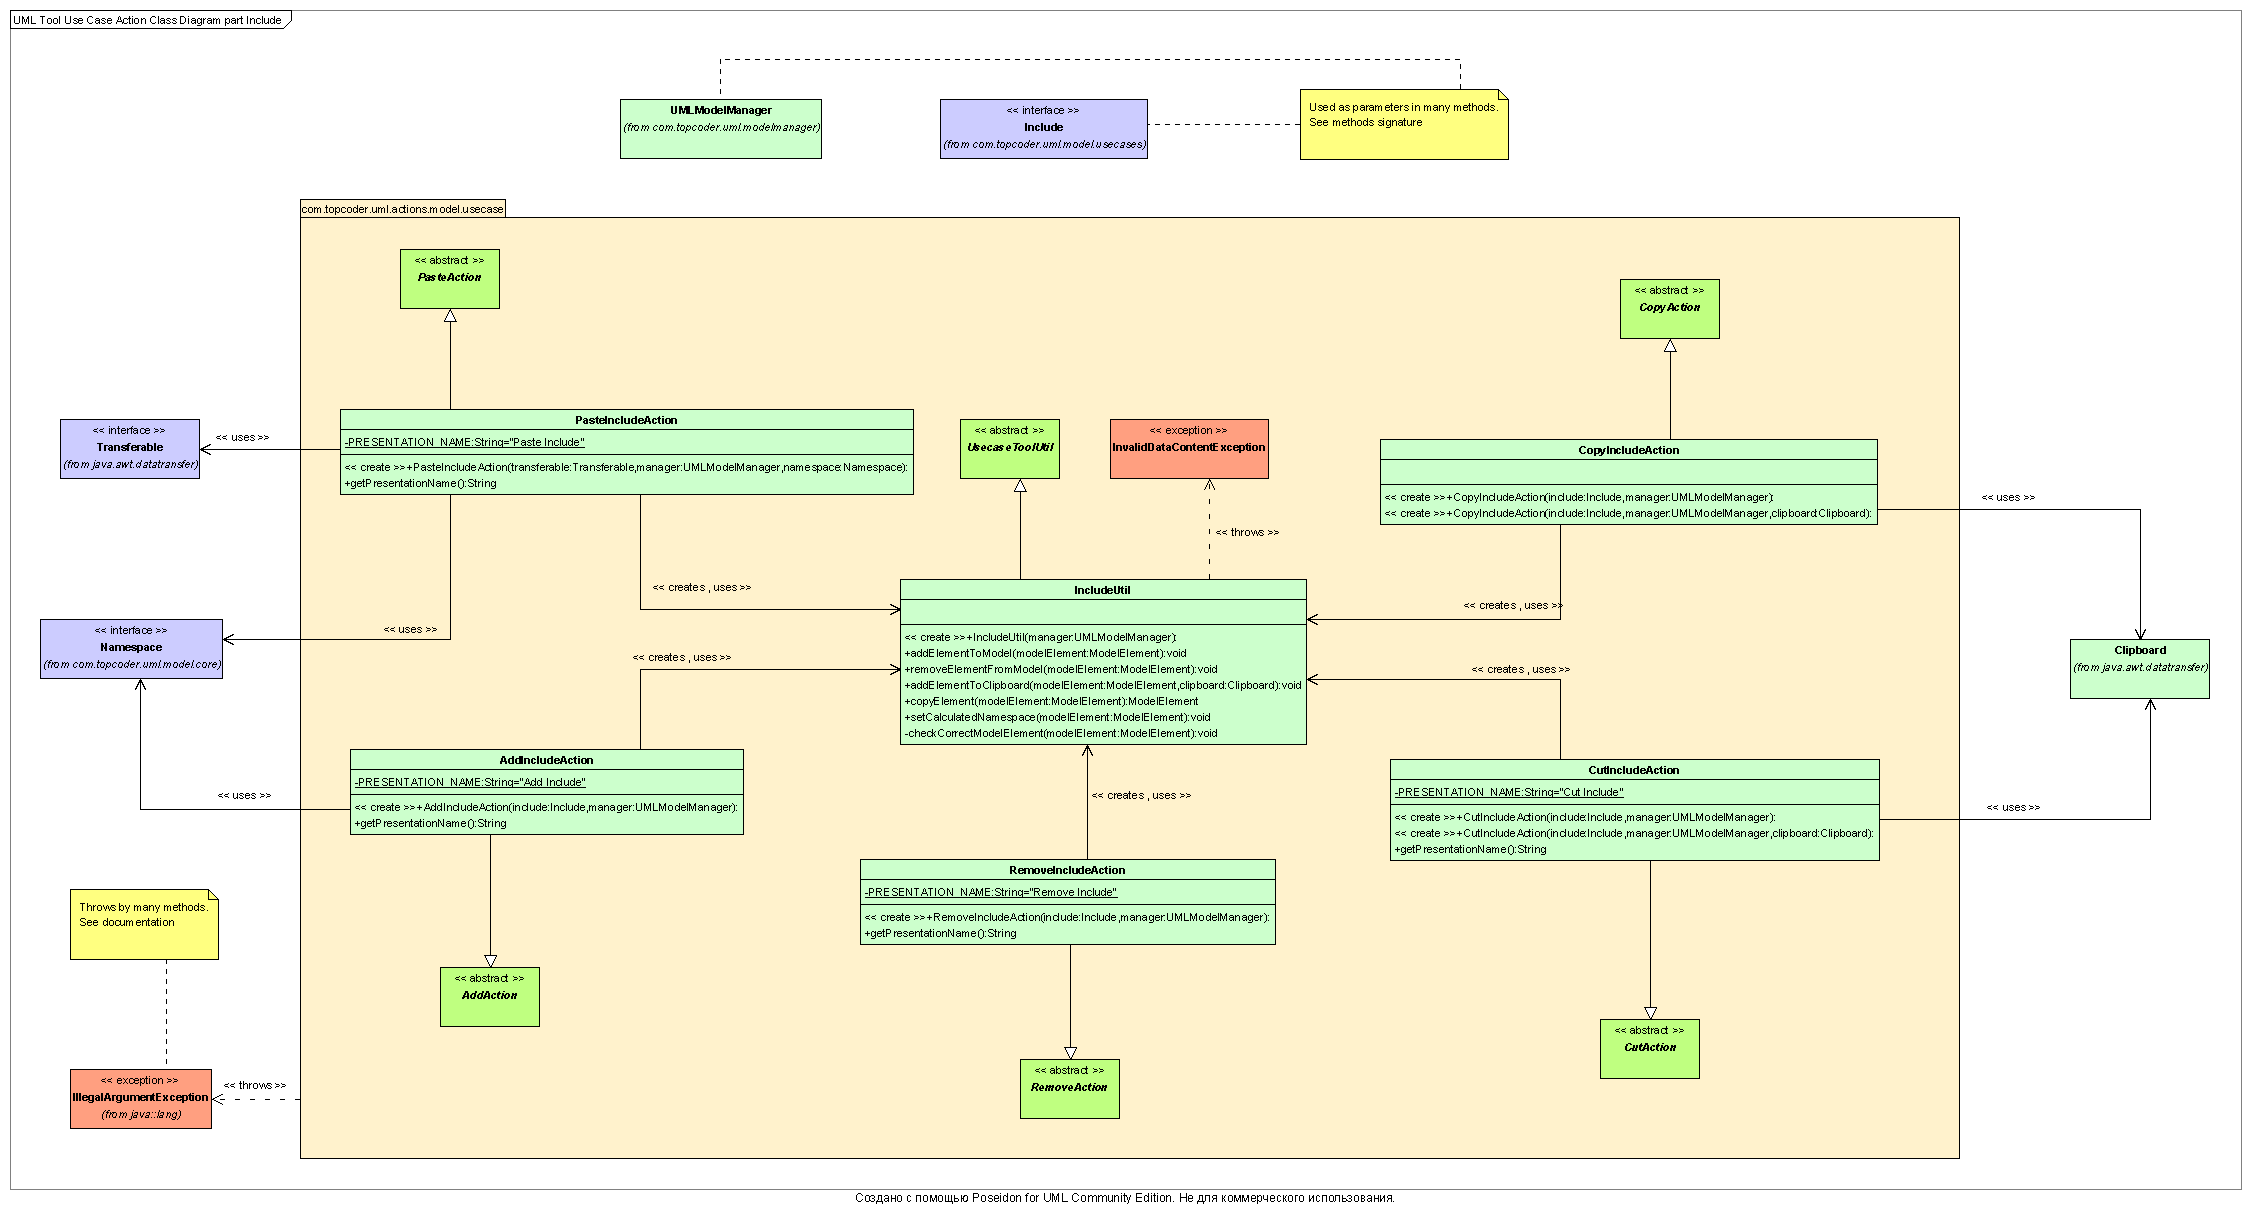 UML Tool Use Case Action Class Diagram part Include
UMLModelManager
(from com.topcoder.uml.modelmanager)
<< interface >>
Include
(from com.topcoder.uml.model.usecases)
Used as parameters in many methods.
See methods signature
com.topcoder.uml.actions.model.usecase
<< abstract >>
PasteAction
<< abstract >>
CopyAction
<< interface >>
Transferable
(from java.awt.datatransfer)
<< uses >>
PasteIncludeAction
-PRESENTATION_NAME:String="Paste Include"
<< create >>+PasteIncludeAction(transferable:Transferable,manager:UMLModelManager,namespace:Namespace):
+getPresentationName():String
<< abstract >>
UsecaseToolUtil
<< exception >>
InvalidDataContentException
<< throws >>
CopyIncludeAction
<< create >>+CopyIncludeAction(include:Include,manager:UMLModelManager):
<< create >>+CopyIncludeAction(include:Include,manager:UMLModelManager,clipboard:Clipboard):
<< uses >>
<< creates , uses >>
<< creates , uses >>
<< interface >>
Namespace
(from com.topcoder.uml.model.core)
<< uses >>
<< creates , uses >>
IncludeUtil
<< create >>+IncludeUtil(manager:UMLModelManager):
+addElementToModel(modelElement:ModelElement):void
+removeElementFromModel(modelElement:ModelElement):void
+addElementToClipboard(modelElement:ModelElement,clipboard:Clipboard):void
+copyElement(modelElement:ModelElement):ModelElement
+setCalculatedNamespace(modelElement:ModelElement):void
-checkCorrectModelElement(modelElement:ModelElement):void
<< creates , uses >>
Clipboard
(from java.awt.datatransfer)
<< uses >>
AddIncludeAction
-PRESENTATION_NAME:String="Add Include"
<< create >>+AddIncludeAction(include:Include,manager:UMLModelManager):
+getPresentationName():String
<< creates , uses >>
CutIncludeAction
-PRESENTATION_NAME:String="Cut Include"
<< create >>+CutIncludeAction(include:Include,manager:UMLModelManager):
<< create >>+CutIncludeAction(include:Include,manager:UMLModelManager,clipboard:Clipboard):
+getPresentationName():String
<< uses >>
RemoveIncludeAction
-PRESENTATION_NAME:String="Remove Include"
<< create >>+RemoveIncludeAction(include:Include,manager:UMLModelManager):
+getPresentationName():String
Throws by many methods.
See documentation
<< abstract >>
AddAction
<< abstract >>
CutAction
<< abstract >>
RemoveAction
<< exception >>
IllegalArgumentException
(from java::lang)
<< throws >>
Создано с помощью Poseidon for UML Community Edition. Не для коммерческого использования.